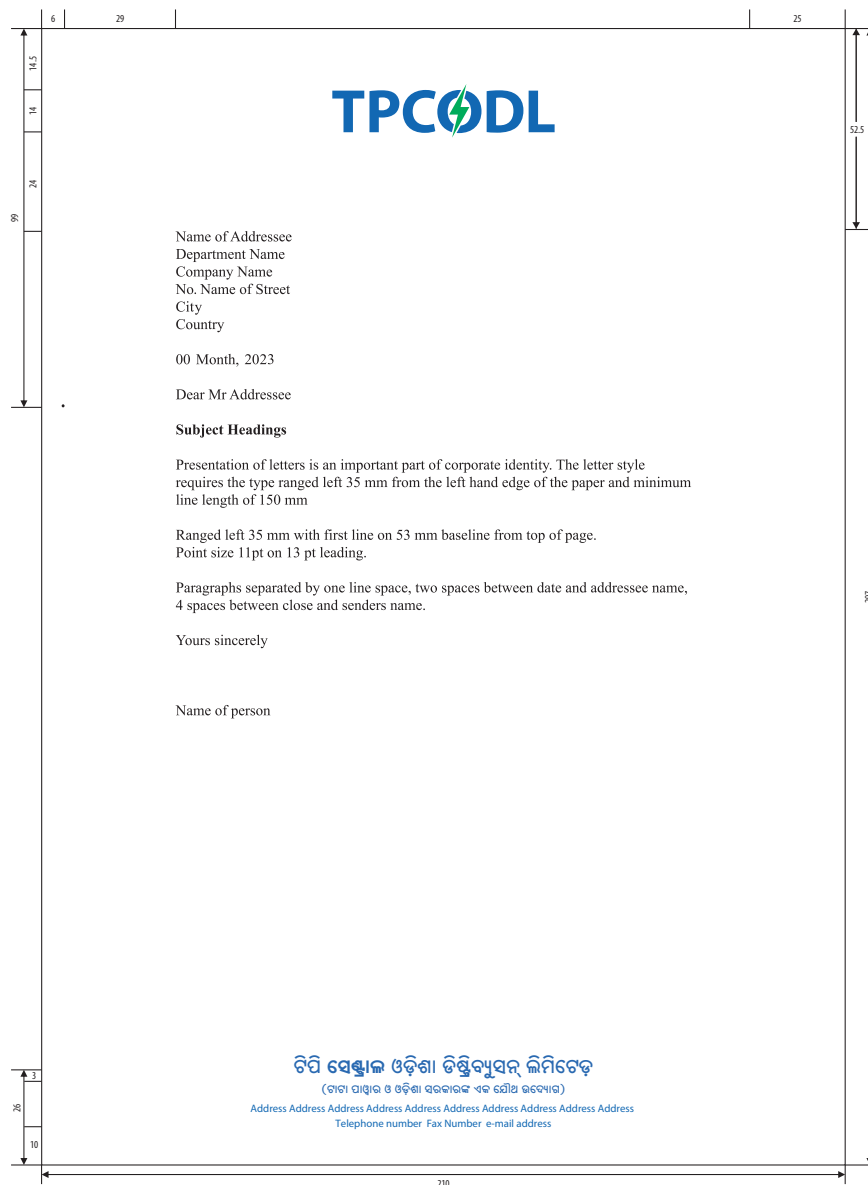 6
29
25
14.5
14
24
99
52.5
TPCODL
Name of Addressee
Department Name
Company Name
No. Name of Street
City
Country
00 Month, 2023
Dear Mr Addressee
Subject Headings
Presentation of letters is an important part of corporate identity. The letter style
requires the type ranged left 35 mm from the left hand edge of the paper and minimum
line length of 150 mm
Ranged left 35 mm with first line on 53 mm baseline from top of page.
Point size 11pt on 13 pt leading.
Paragraphs separated by one line space, two spaces between date and addressee name,
4 spaces between close and senders name.
Yours sincerely
Name of person
ଟିପି ସେଣ୍ଟ୍ରାଲ ଓଡ଼ିଶା ଡିଷ୍ଟ୍ରିବ୍ୟୁସନ୍ ଲିମିଟେଡ଼
(ଟାଟା ପାୱାର ଓ ଓଡ଼ିଶା ସରକାରଙ୍କ ଏକ ଯୌଥ ଉଦ୍ୟୋଗ)
Address Address Address Address Address Address Address Address Address Address
Telephone number Fax Number e-mail address
3
26
10
210